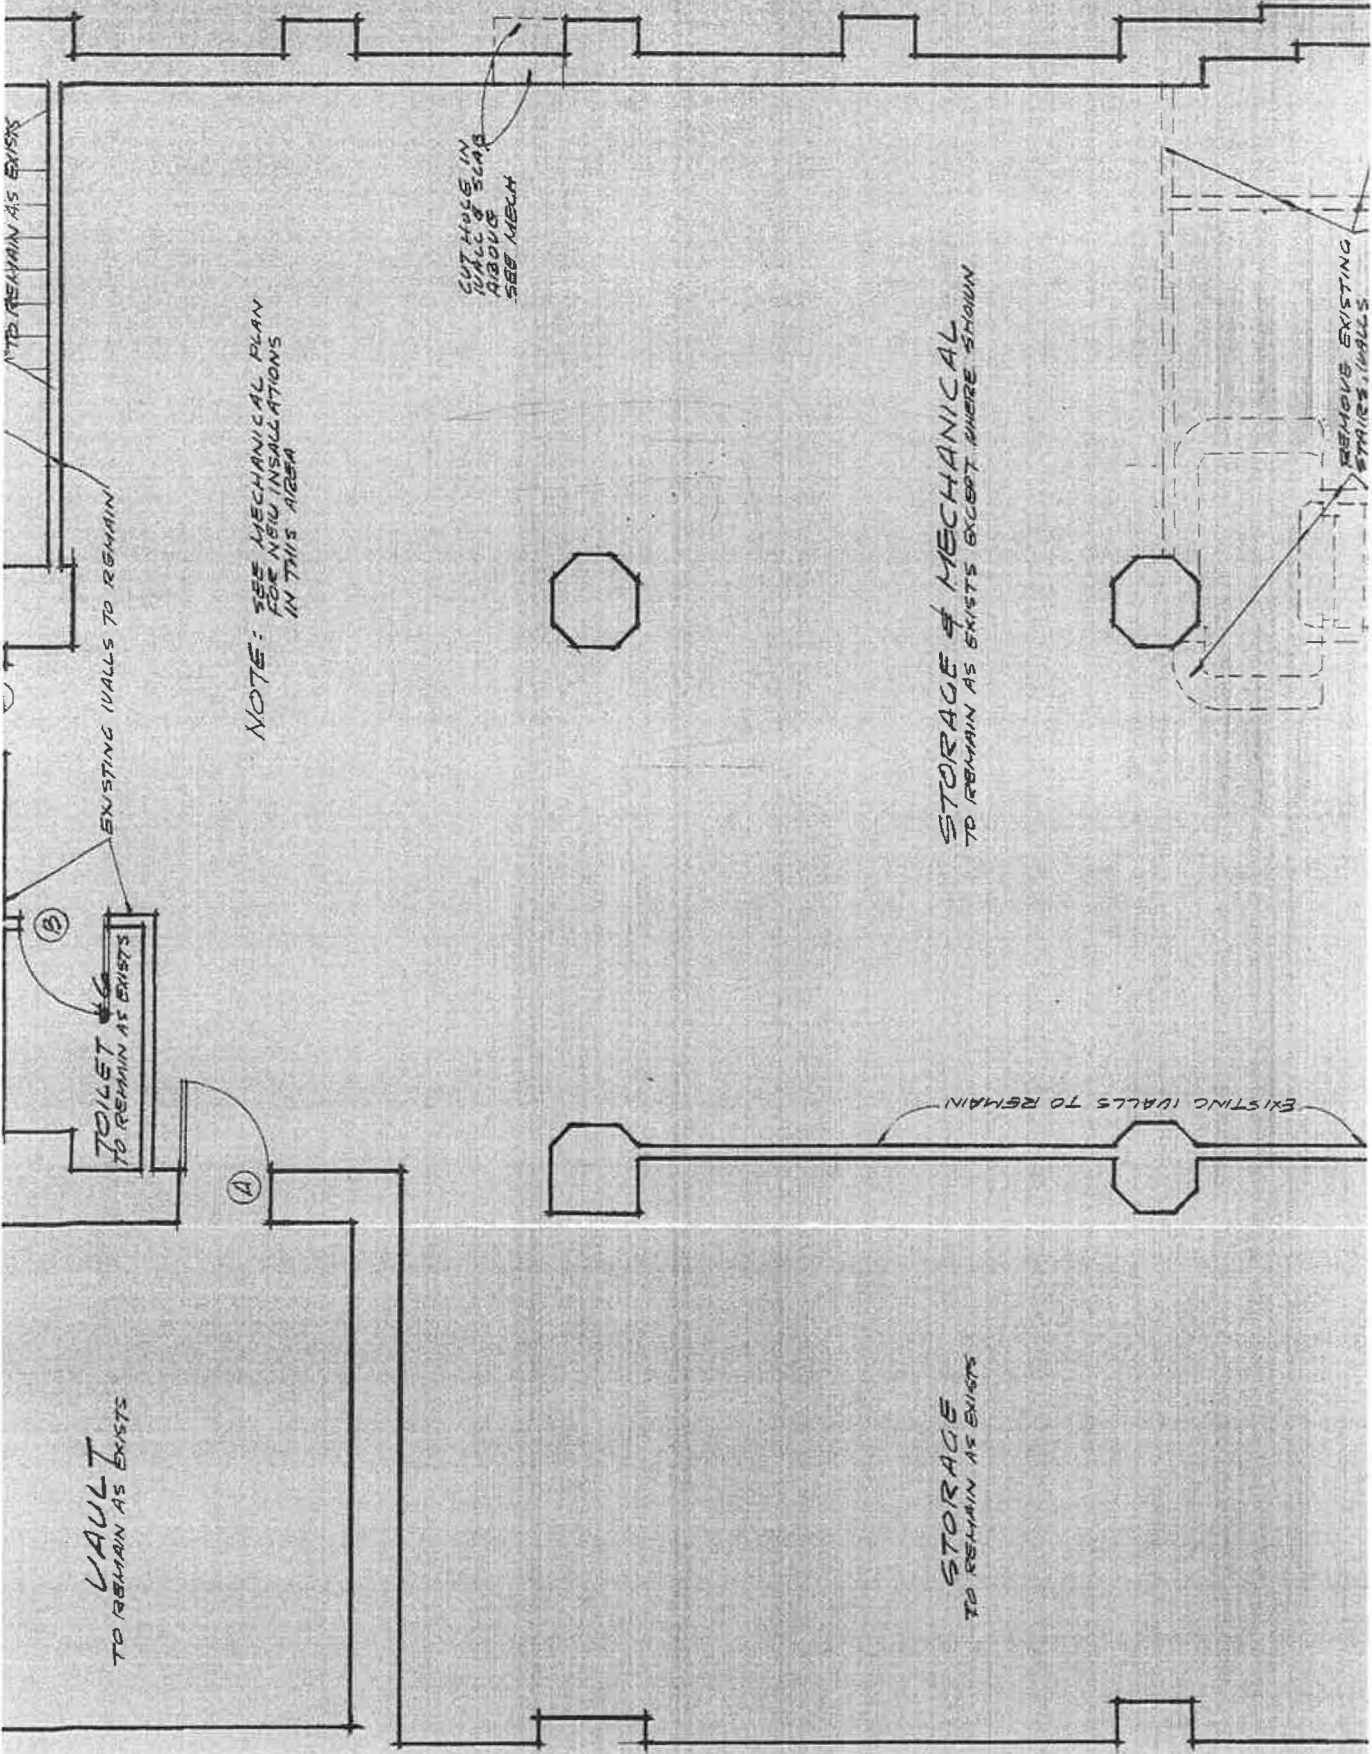 TO REMAIN AS EXISTS
EXISTING WALLS TO REMAIN
NOTE: SEE MECHANICAL PLAN
FOR NEW INSALLATIONS
IN THIS AREA
CUT HOLE IN
WALL & SLAB
ABOVE
SEE MECH
B
TOILET #6
TO REMAIN AS EXISTS
A
VAULT
TO REMAIN AS EXISTS
STORAGE & MECHANICAL
TO REMAIN AS EXISTS EXCEPT WHERE SHOWN
REMOVE EXISTING
STAIRS, WALLS
EXISTING WALLS TO REMAIN
STORAGE
TO REMAIN AS EXISTS